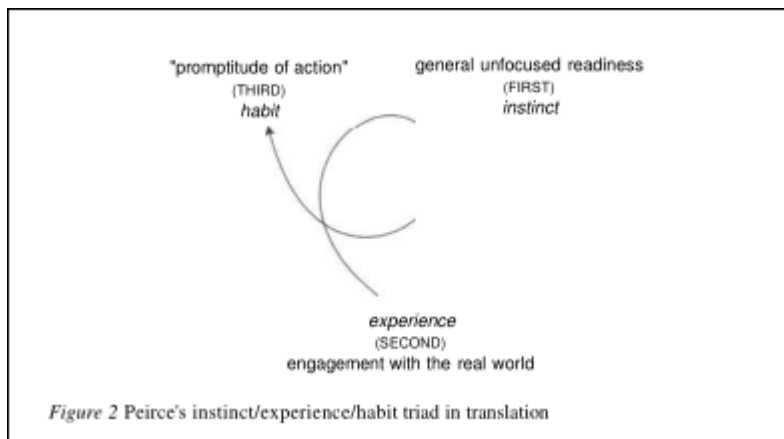 "promptitude of action"
(THIRD)
habit
general unfocused readiness
(FIRST)
instinct
experience
(SECOND)
engagement with the real world
Figure 2 Peirce's instinct/experience/habit triad in translation